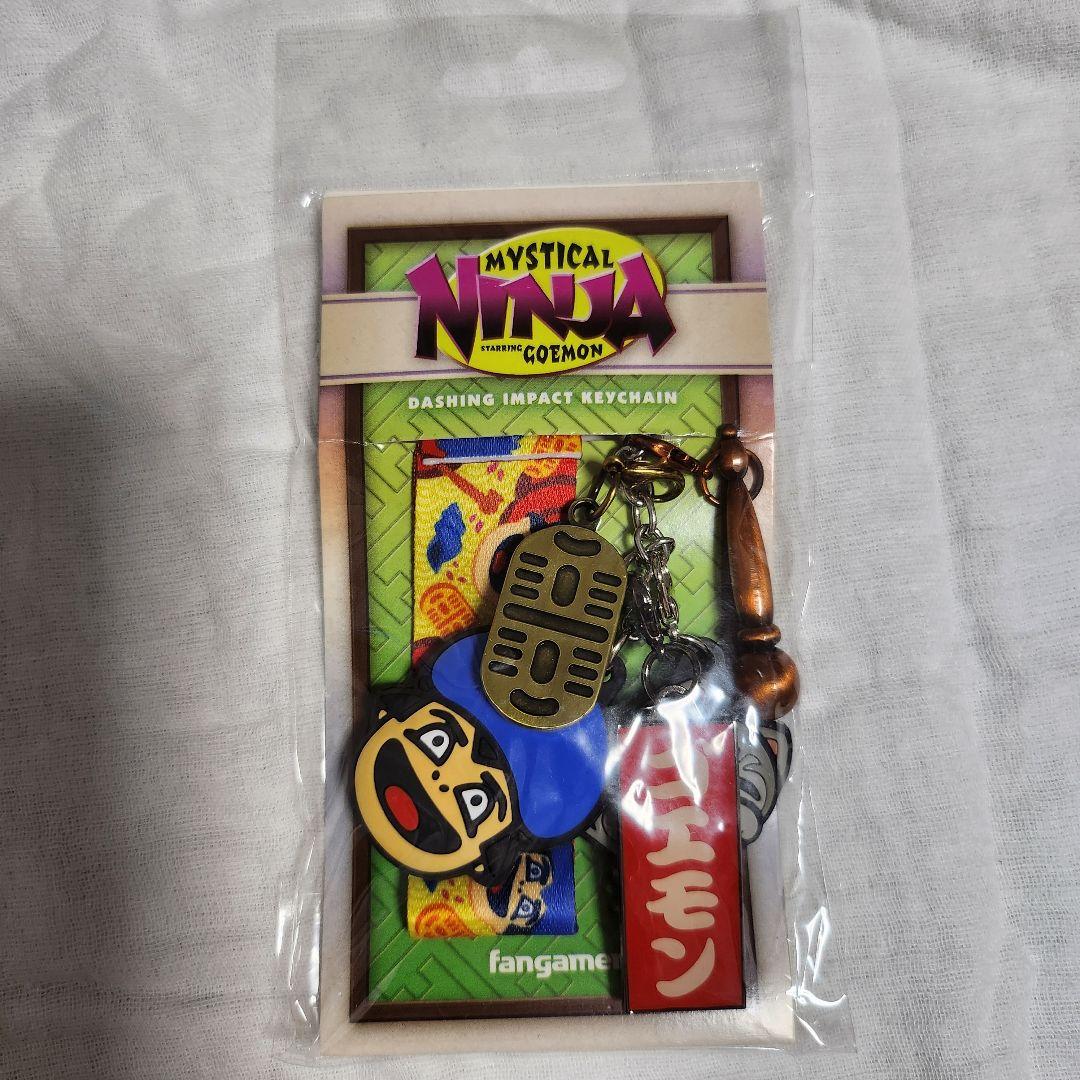 MYSTICAL
NINJA
STARRING GOEMON
DASHING IMPACT KEYCHAIN
ゴエモン
fangamer